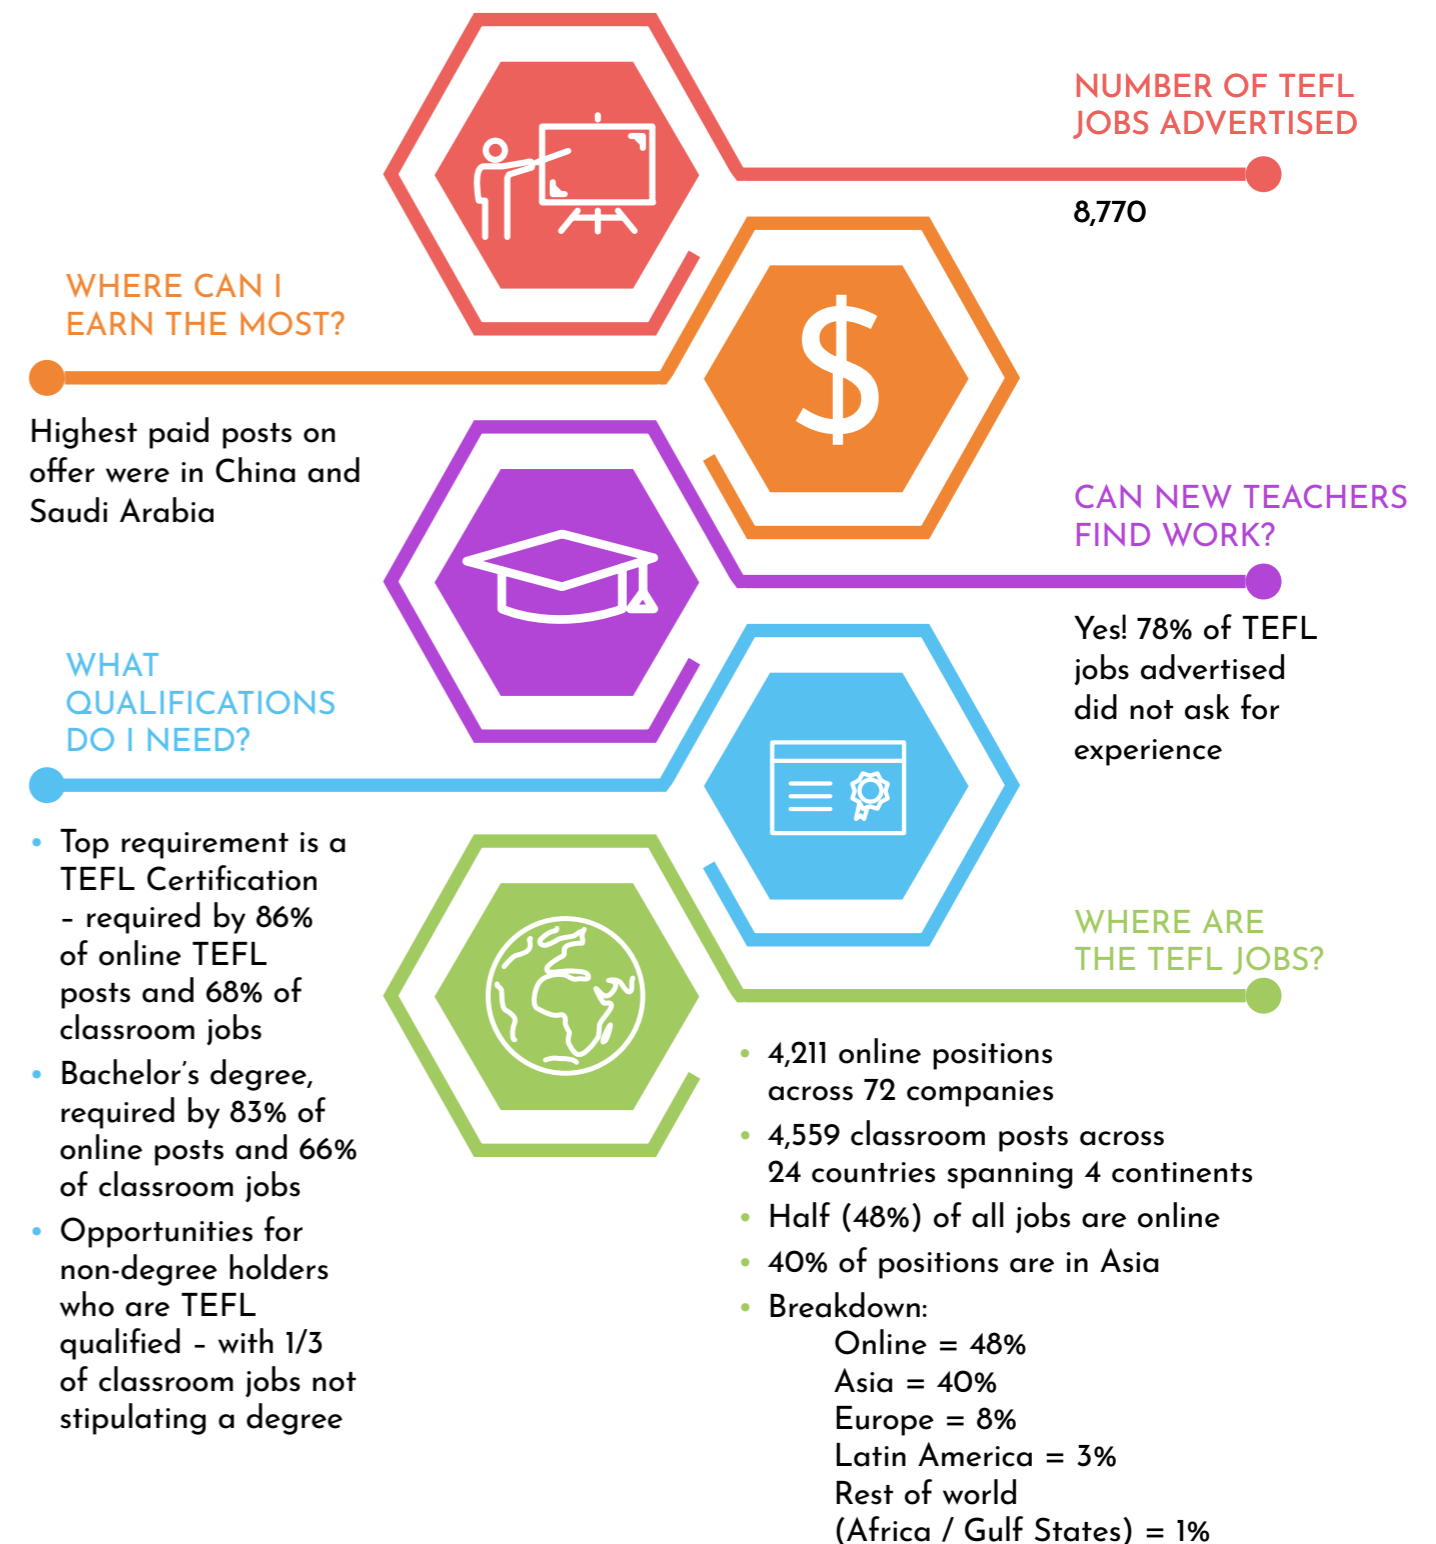 NUMBER OF TEFL
JOBS ADVERTISED
8,770
WHERE CAN I
EARN THE MOST?
$
Highest paid posts on
offer were in China and
Saudi Arabia
CAN NEW TEACHERS
FIND WORK?
Yes! 78% of TEFL
jobs advertised
did not ask for
experience
WHAT
QUALIFICATIONS
DO I NEED?
• Top requirement is a
TEFL Certification
– required by 86%
of online TEFL
posts and 68% of
classroom jobs
• Bachelor's degree,
required by 83% of
online posts and 66%
of classroom jobs
• Opportunities for
non-degree holders
who are TEFL
qualified – with 1/3
of classroom jobs not
stipulating a degree
WHERE ARE
THE TEFL JOBS?
• 4,211 online positions
across 72 companies
• 4,559 classroom posts across
24 countries spanning 4 continents
• Half (48%) of all jobs are online
• 40% of positions are in Asia
• Breakdown:
Online = 48%
Asia = 40%
Europe = 8%
Latin America = 3%
Rest of world
(Africa / Gulf States) = 1%